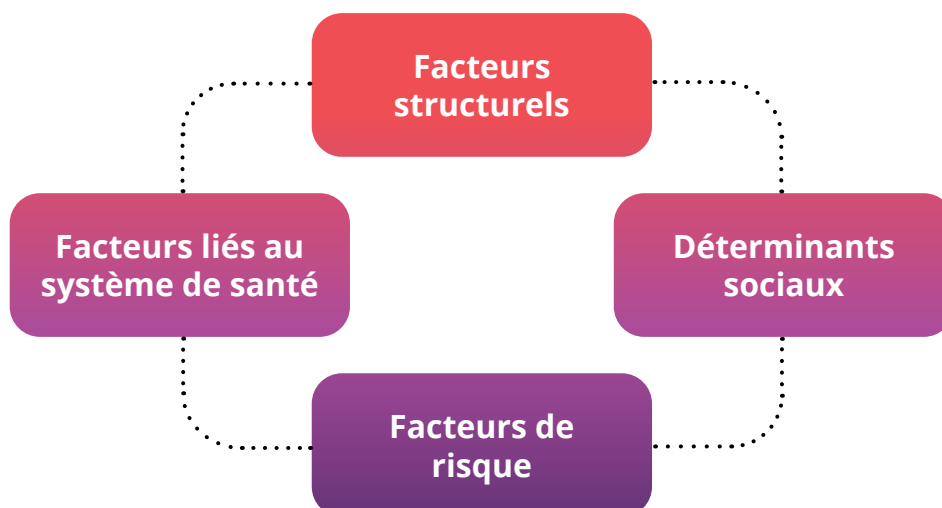 Facteurs
structurels
Facteurs liés au
système de santé
Déterminants
sociaux
Facteurs de
risque